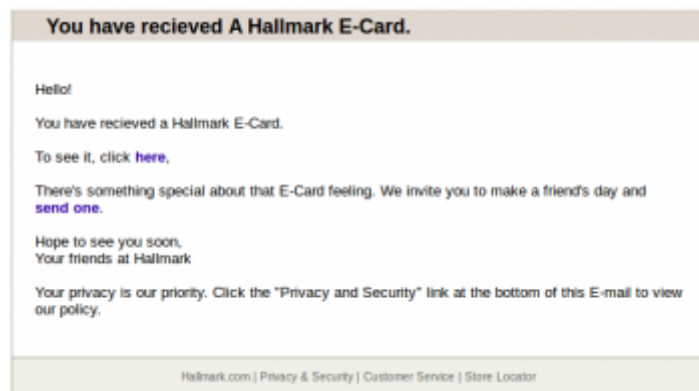 You have recieved A Hallmark E-Card.
Hello!
You have recieved a Hallmark E-Card.
To see it, click here,
There's something special about that E-Card feeling. We invite you to make a friend's day and
send one.
Hope to see you soon,
Your friends at Hallmark
Your privacy is our priority. Click the "Privacy and Security" link at the bottom of this E-mail to view
our policy.
Hallmark.com | Privacy & Security | Customer Service | Store Locator